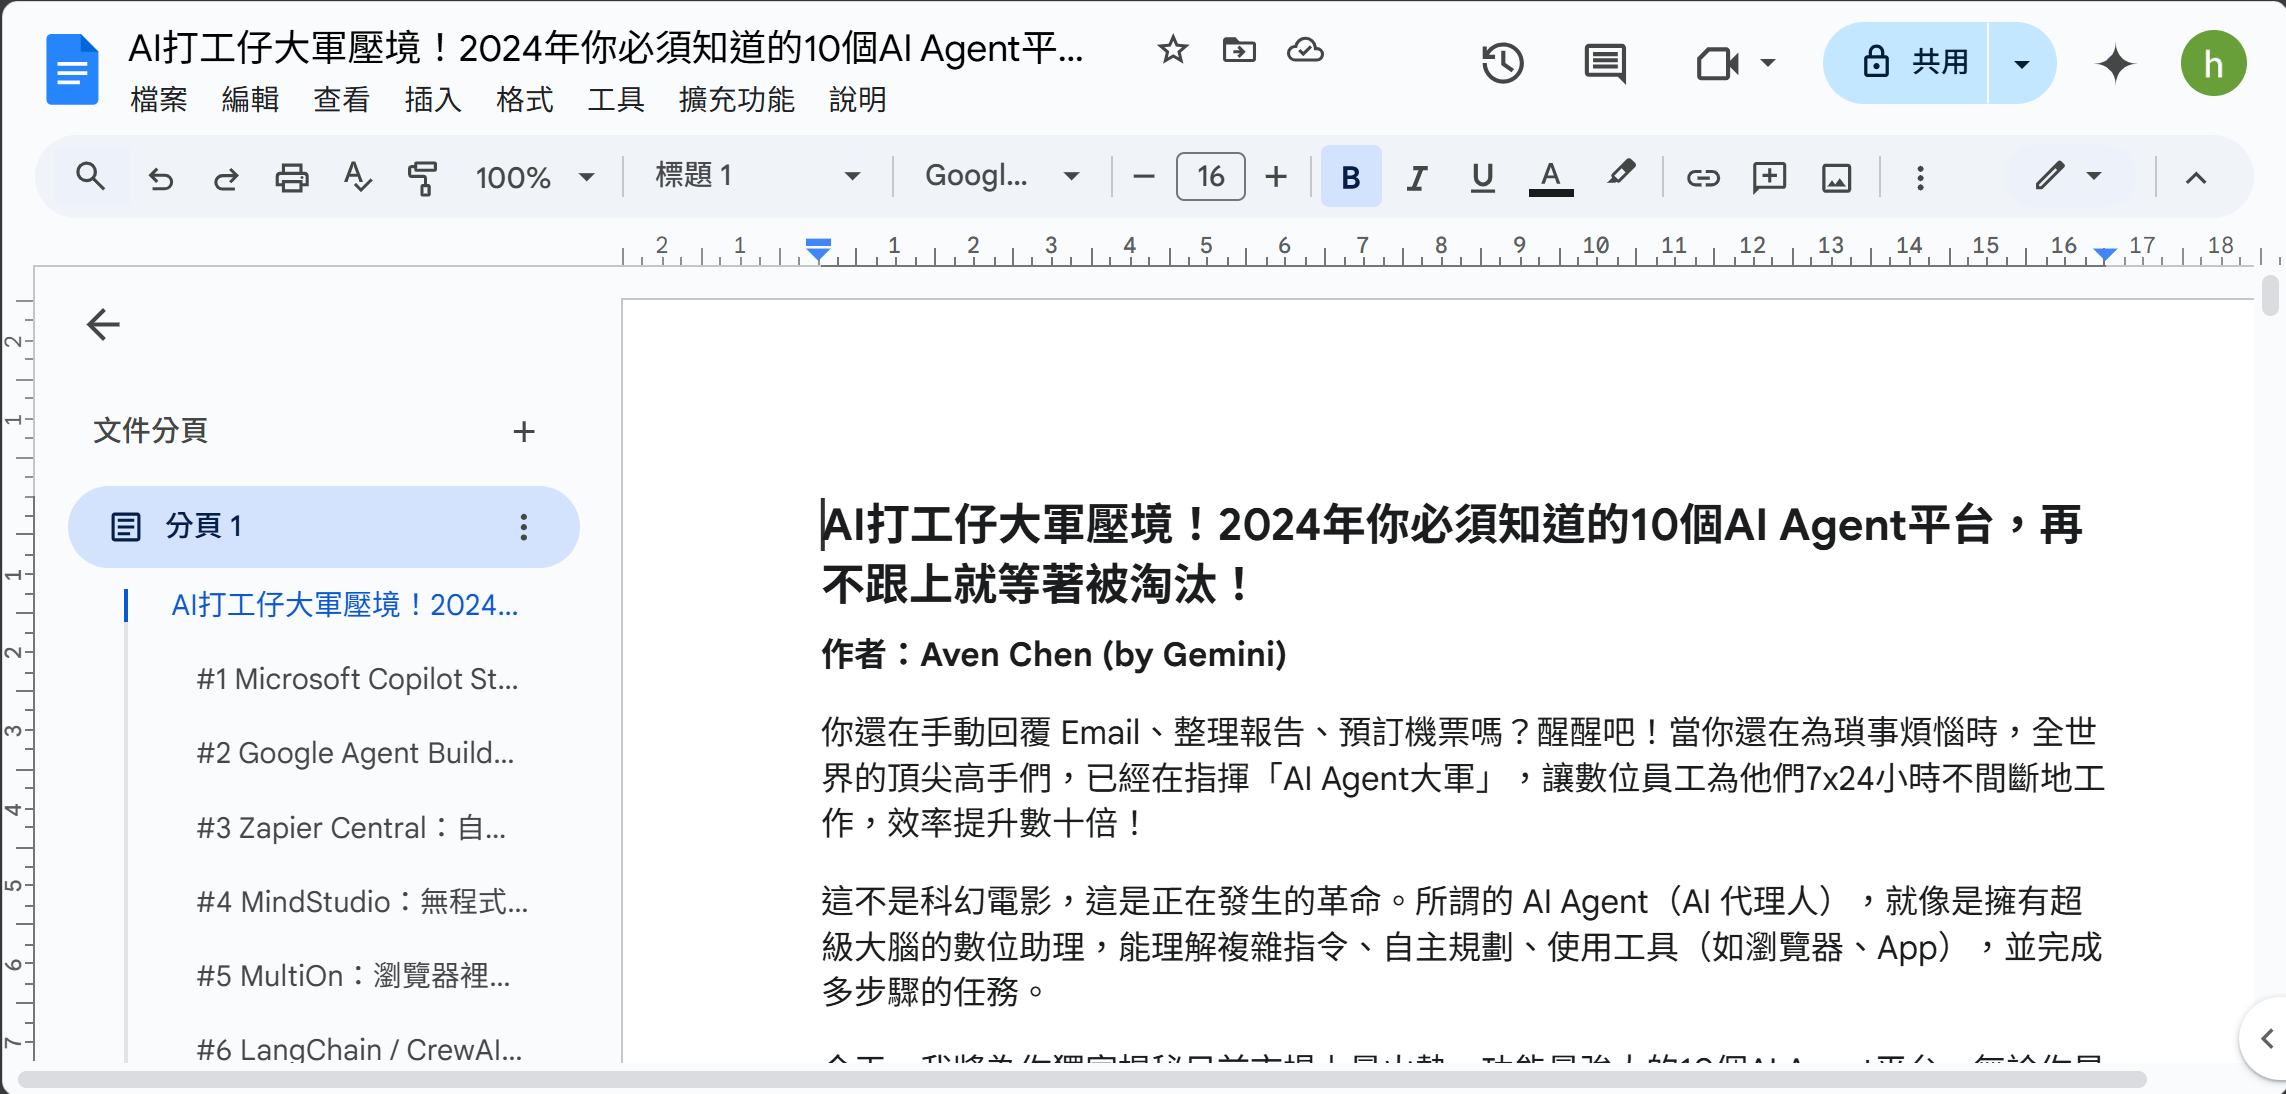 AI打工仔大軍壓境！2024年你必須知道的10個AI Agent平...
檔案 編輯 查看 插入 格式 工具 擴充功能 說明
共用
h
100% 標題 1 Googl... 16 B I U A
2 1 1 2 3 4 5 6 7 8 9 10 11 12 13 14 15 16 17 18
2
1
1
2
3
4
5
6
7
文件分頁
分頁 1
AI打工仔大軍壓境！2024...
#1 Microsoft Copilot St...
#2 Google Agent Build...
#3 Zapier Central：自...
#4 MindStudio：無程式...
#5 MultiOn：瀏覽器裡...
#6 LangChain / CrewAI...
AI打工仔大軍壓境！2024年你必須知道的10個AI Agent平台，再
不跟上就等著被淘汰！
作者：Aven Chen (by Gemini)
你還在手動回覆 Email、整理報告、預訂機票嗎？醒醒吧！當你還在為瑣事煩惱時，全世
界的頂尖高手們，已經在指揮「AI Agent大軍」，讓數位員工為他們7x24小時不間斷地工
作，效率提升數十倍！
這不是科幻電影，這是正在發生的革命。所謂的 AI Agent（AI 代理人），就像是擁有超
級大腦的數位助理，能理解複雜指令、自主規劃、使用工具（如瀏覽器、App），並完成
多步驟的任務。